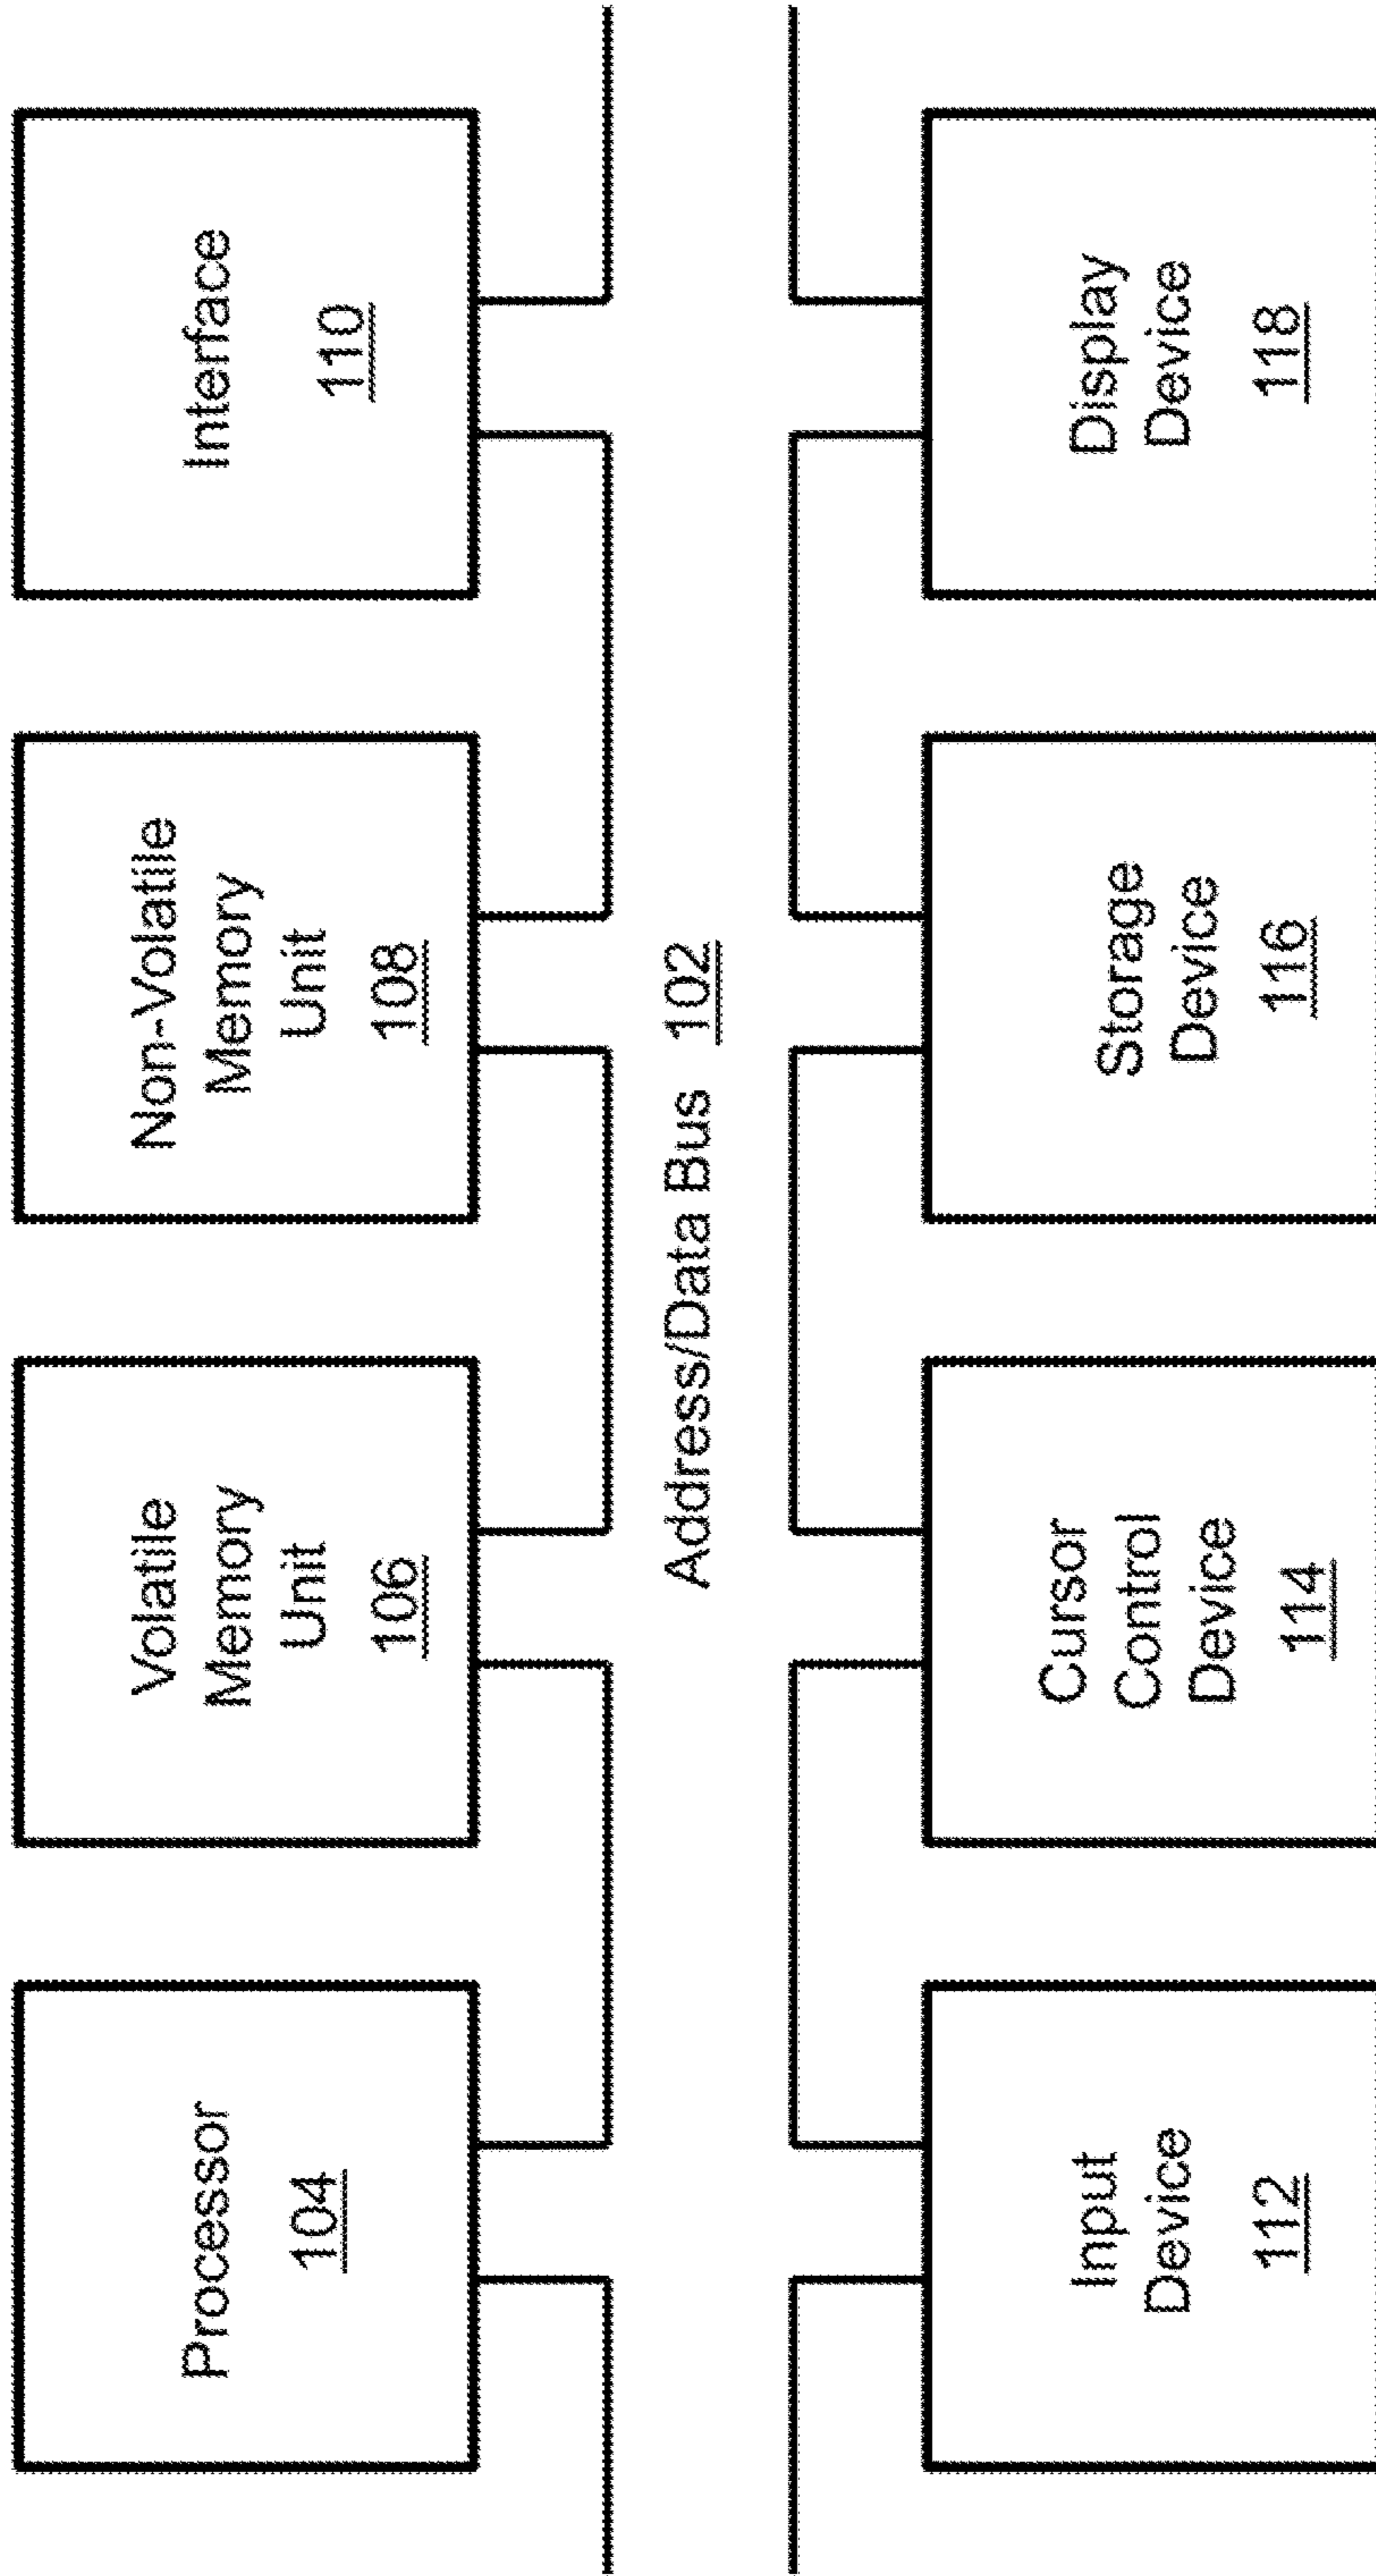 Processor
104
Volatile
Memory
Unit
106
Non-Volatile
Memory
Unit
108
Interface
110
Address/Data Bus 102
Input
Device
112
Cursor
Control
Device
114
Storage
Device
116
Display
Device
118